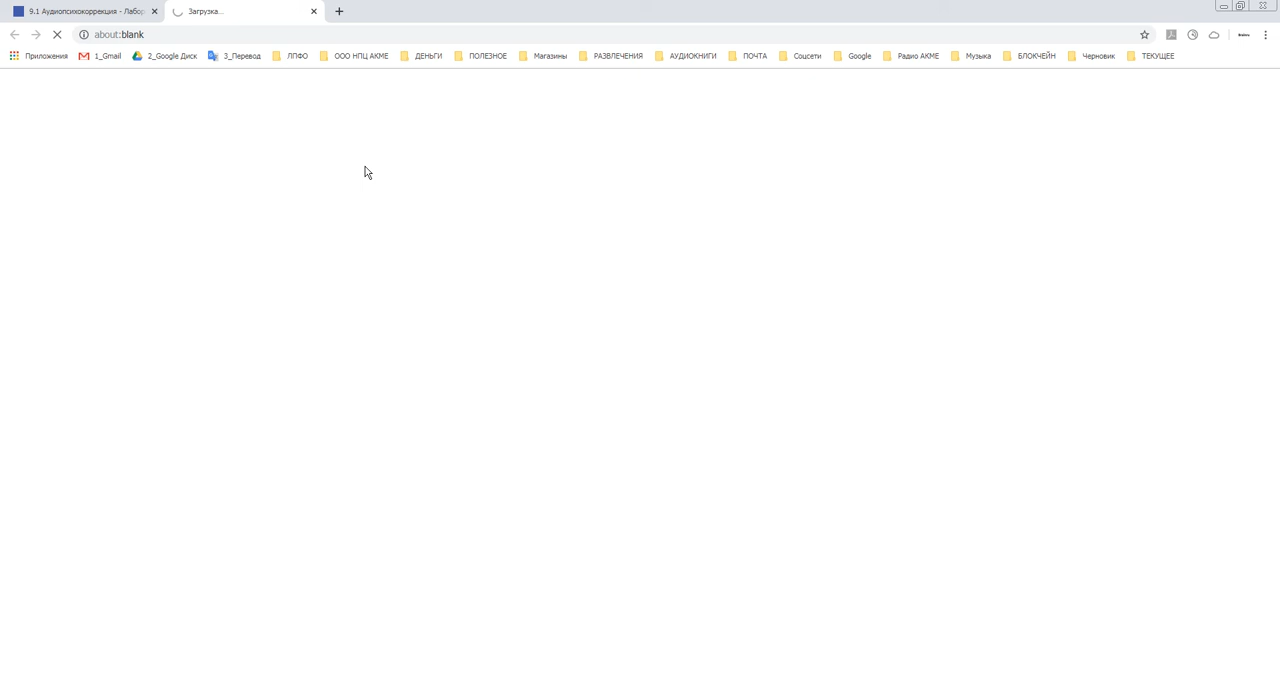 9.1 Аудиопсихокоррекция - Лабор
Загрузка...
about:blank
Приложения 1_Gmail 2_Google Диск 3_Перевод ЛПФО ООО НПЦ АКМЕ ДЕНЬГИ ПОЛЕЗНОЕ Магазины РАЗВЛЕЧЕНИЯ АУДИОКНИГИ ПОЧТА Соцсети Google Радио АКМЕ Музыка БЛОКЧЕЙН Черновик ТЕКУЩЕЕ